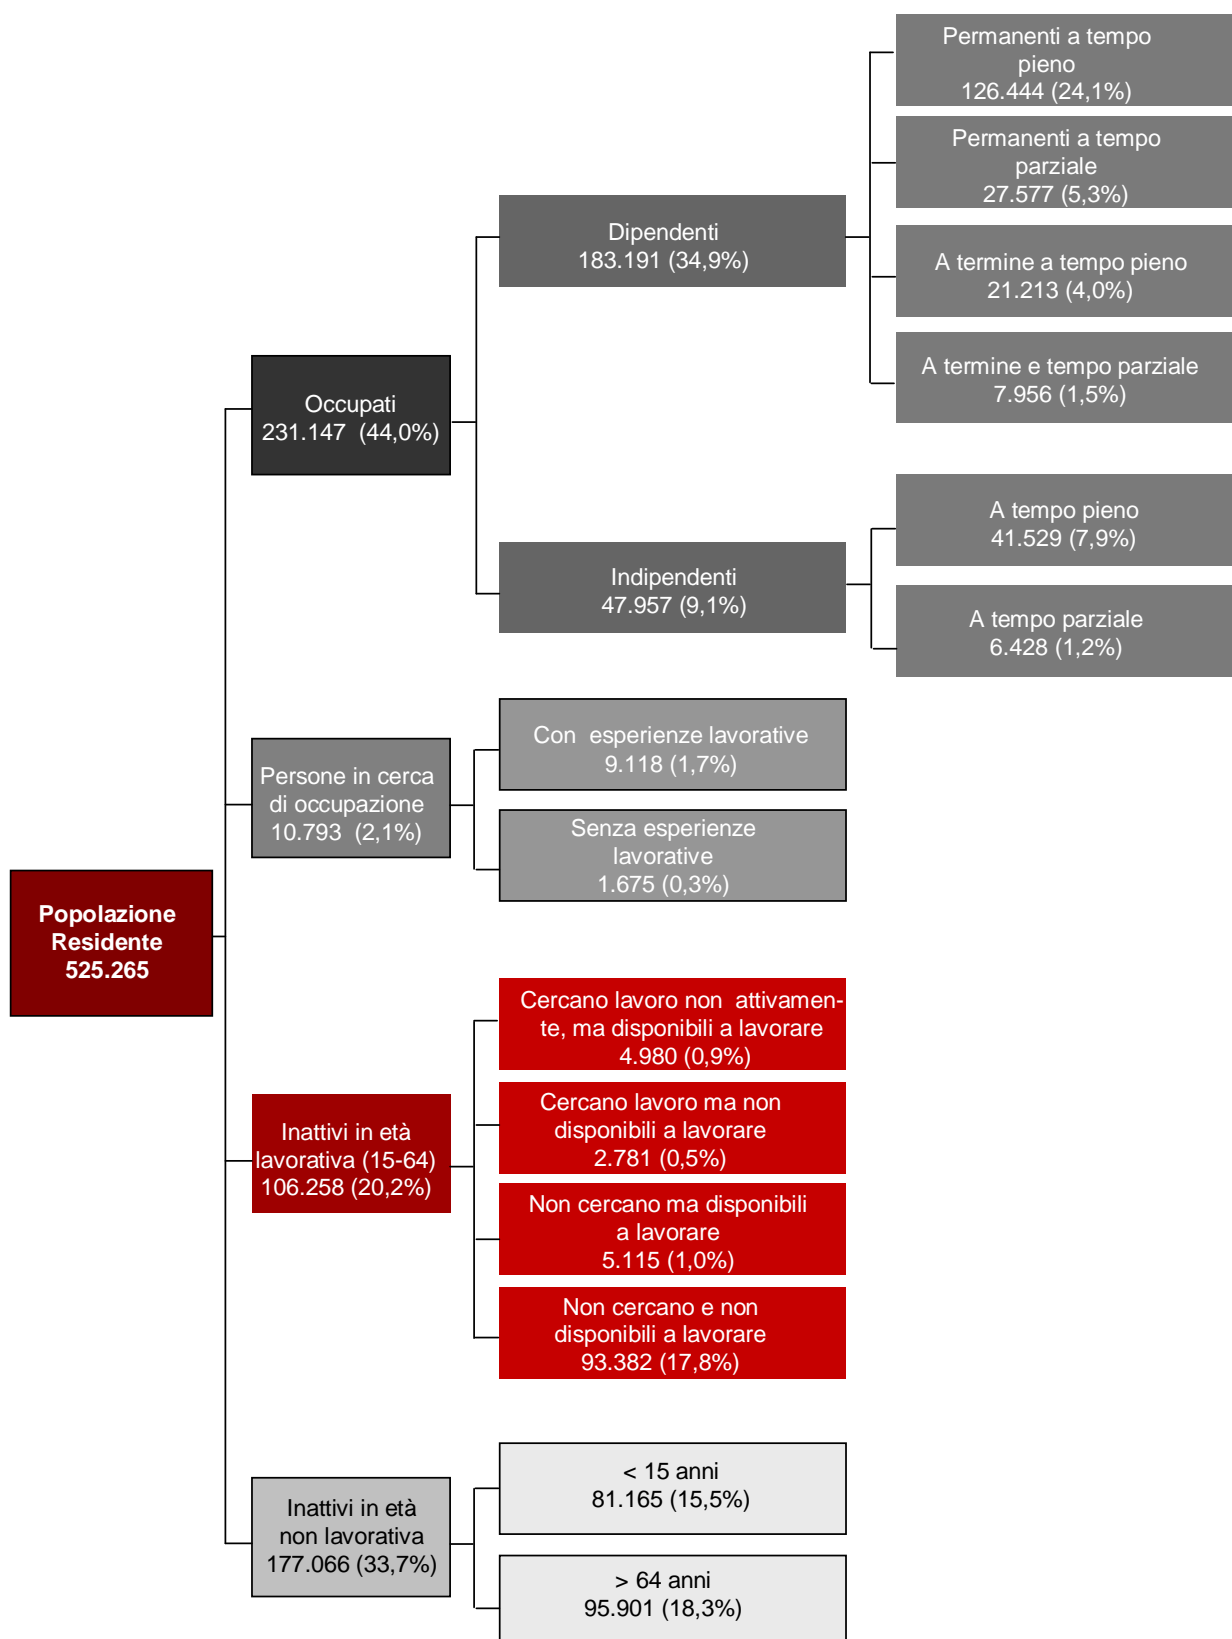 Popolazione
Residente
525.265
Occupati
231.147  (44,0%)
Dipendenti
183.191 (34,9%)
Permanenti a tempo
pieno
126.444 (24,1%)
Permanenti a tempo
parziale
27.577 (5,3%)
A termine a tempo pieno
21.213 (4,0%)
A termine e tempo parziale
7.956 (1,5%)
Indipendenti
47.957 (9,1%)
A tempo pieno
41.529 (7,9%)
A tempo parziale
6.428 (1,2%)
Persone in cerca
di occupazione
10.793  (2,1%)
Con  esperienze lavorative
9.118 (1,7%)
Senza esperienze
lavorative
1.675 (0,3%)
Inattivi in età
lavorativa (15-64)
106.258 (20,2%)
Cercano lavoro non  attivamen-
te, ma disponibili a lavorare
4.980 (0,9%)
Cercano lavoro ma non
disponibili a lavorare
2.781 (0,5%)
Non cercano ma disponibili
a lavorare
5.115 (1,0%)
Non cercano e non
disponibili a lavorare
93.382 (17,8%)
Inattivi in età
non lavorativa
177.066 (33,7%)
< 15 anni
81.165 (15,5%)
> 64 anni
95.901 (18,3%)